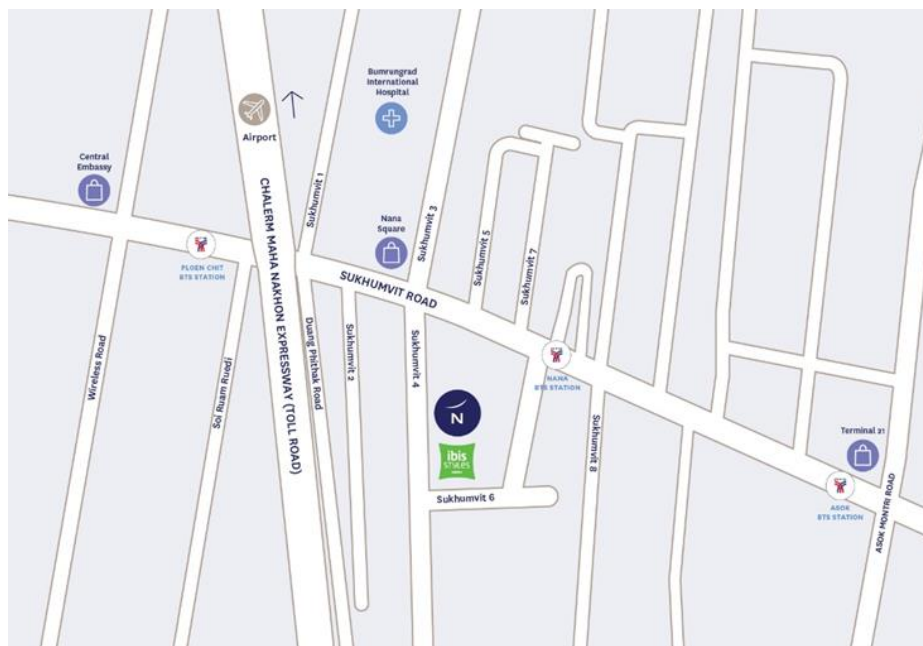 Bumrungrad
International
Hospital
Airport
Central
Embassy
CHALERM MAHA NAKHON EXPRESSWAY (TOLL ROAD)
Sukhumvit 1
Sukhumvit 3
Nana
Square
Sukhumvit 5
Sukhumvit 7
PLOEN CHIT
BTS STATION
SUKHUMVIT ROAD
Wireless Road
Soi Ruam Ruedi
Duang Phithak Road
Sukhumvit 2
Sukhumvit 4
NANA
BTS STATION
N
ibis
STYLES
Sukhumvit 6
Sukhumvit 8
Terminal 21
ASOK
BTS STATION
ASOK MONTRI ROAD